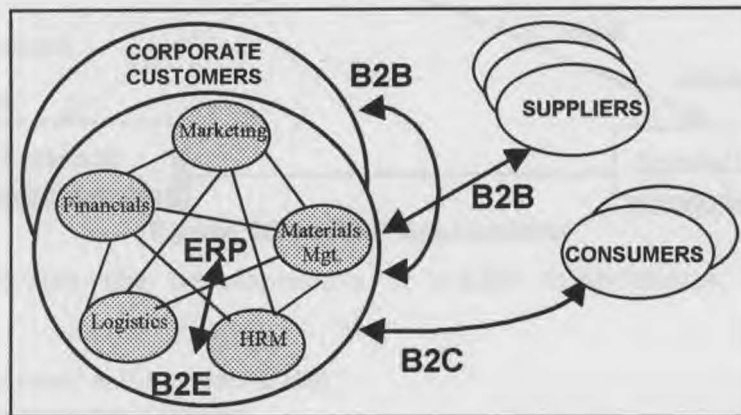 CORPORATE
CUSTOMERS
B2B
SUPPLIERS
Marketing
Financials
B2B
ERP
Materials
Mgt.
CONSUMERS
Logistics
HRM
B2E
B2C